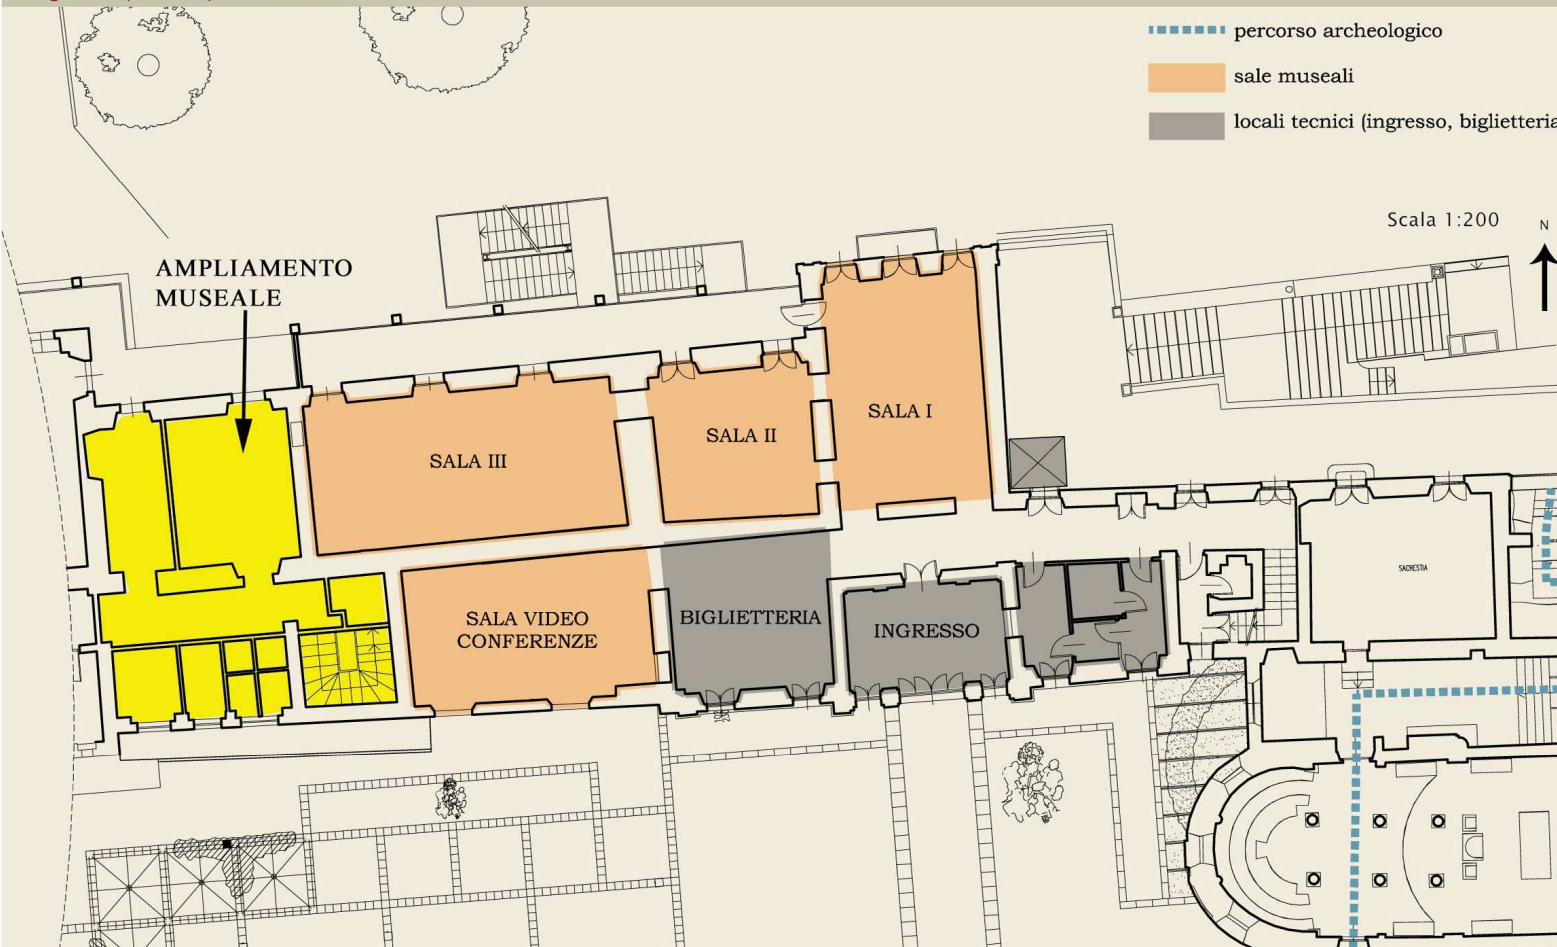 percorso archeologico
sale museali
locali tecnici (ingresso, biglietteria
Scala 1:200
N
AMPLIAMENTO
MUSEALE
SALA I
SALA II
SALA III
SACRESTIA
SALA VIDEO
CONFERENZE
BIGLIETTERIA
INGRESSO